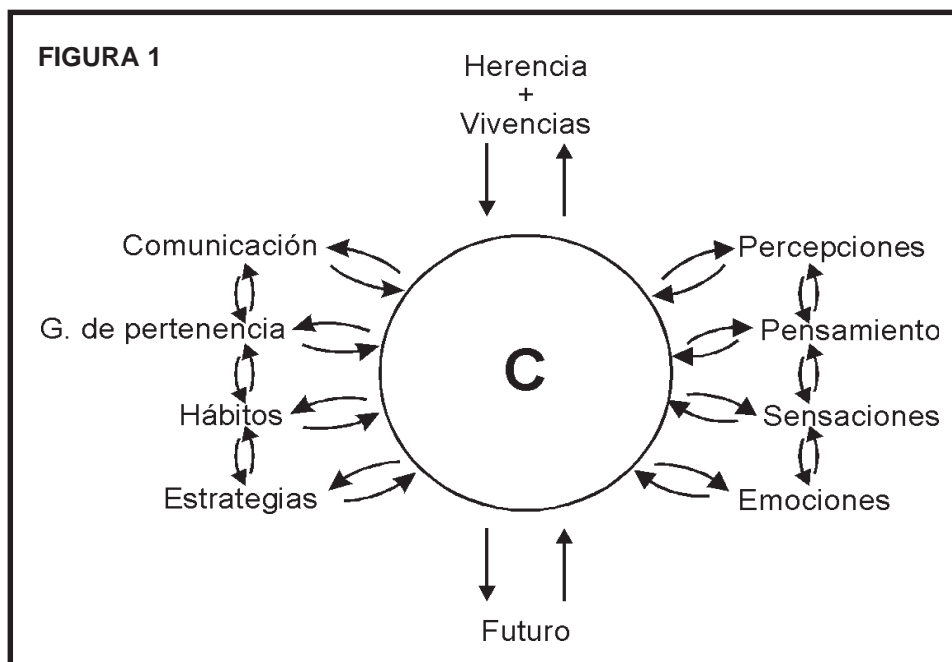 FIGURA 1
Herencia
+
Vivencias
Comunicación
G. de pertenencia
Hábitos
Estrategias
C
Percepciones
Pensamiento
Sensaciones
Emociones
Futuro